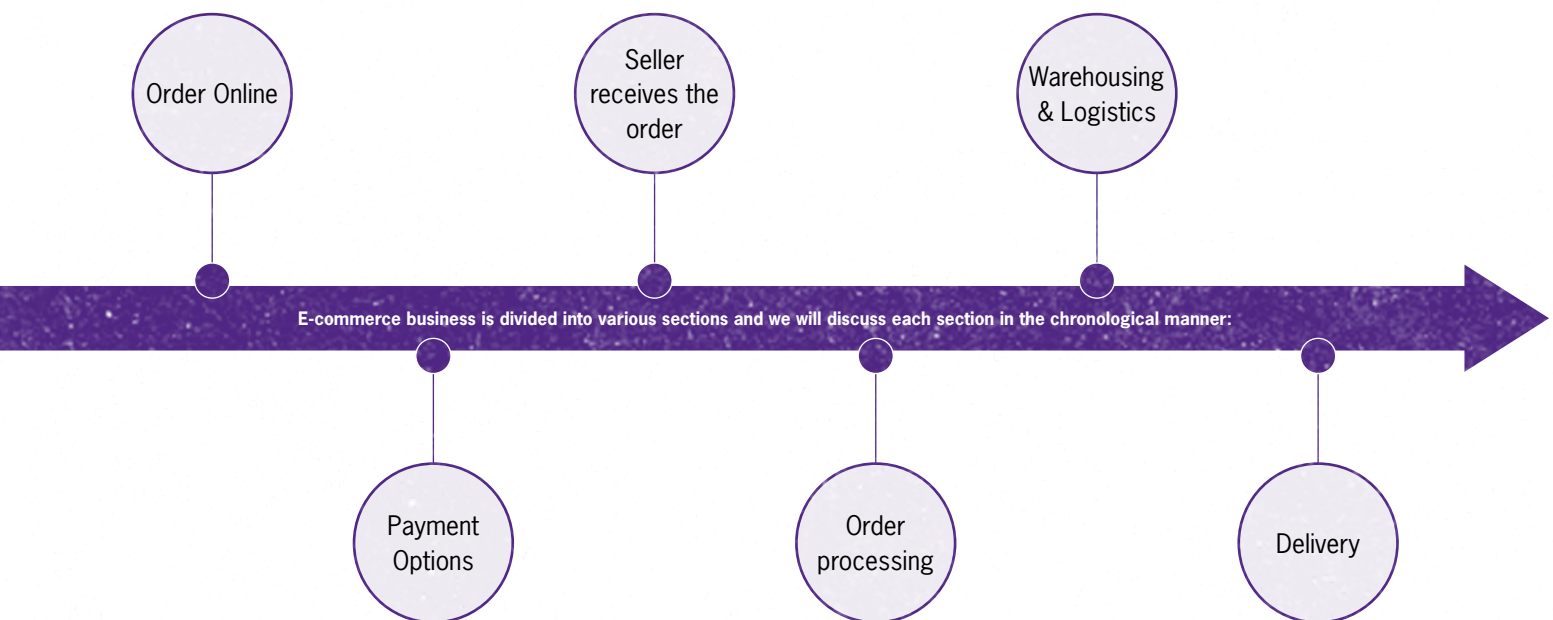 Order Online
Seller
receives the
order
Warehousing
& Logistics
E-commerce business is divided into various sections and we will discuss each section in the chronological manner:
Payment
Options
Order
processing
Delivery